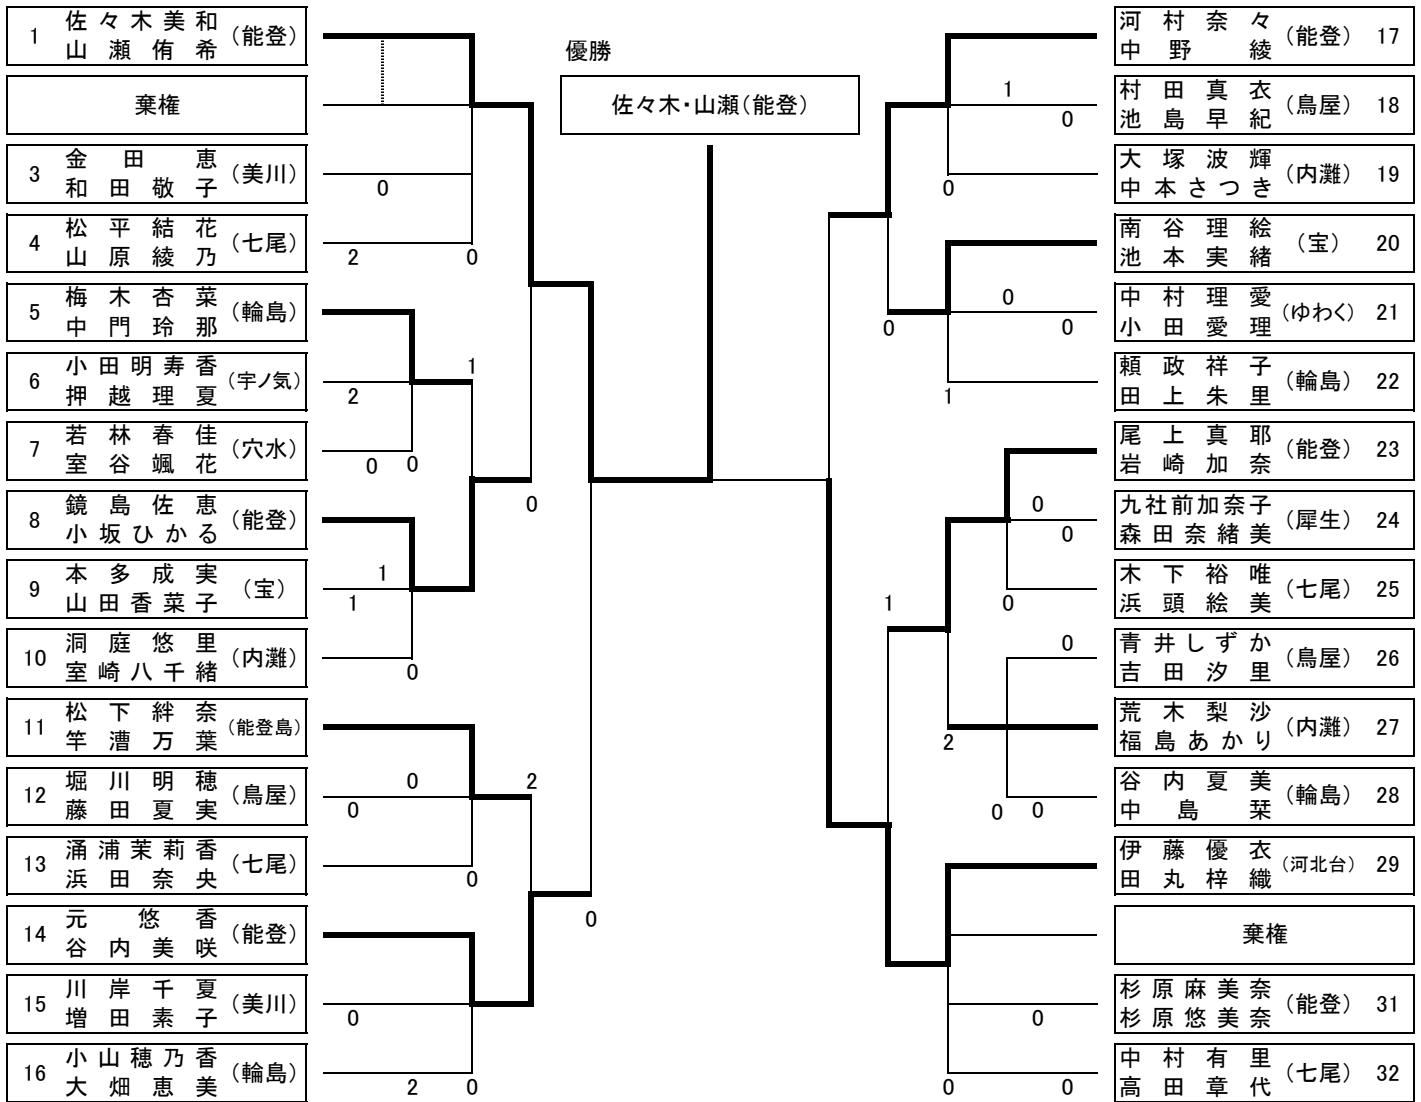 優勝
佐々木・山瀬（能登）
1 佐々木美和 （能登）
山瀬侑希
棄権
3 金田恵 （美川）
和田敬子
4 松平結花 （七尾）
山原綾乃
5 梅木杏菜 （輪島）
中門玲那
6 小田明寿香 （宇ノ気）
押越理夏
7 若林春佳 （穴水）
室谷颯花
8 鏡島佐恵 （能登）
小坂ひかる
9 本多成実 （宝）
山田香菜子
10 洞庭悠里 （内灘）
室崎八千緒
11 松下絆奈 （能登島）
竿漕万葉
12 堀川明穂 （鳥屋）
藤田夏実
13 涌浦茉莉香 （七尾）
浜田奈央
14 元悠香 （能登）
谷内美咲
15 川岸千夏 （美川）
増田素子
16 小山穂乃香 （輪島）
大畑恵美
0
2
0
1
2
0
0
0
1
1
0
0
2
0
0
0
0
2
0
河村奈々 （能登） 17
中野綾
村田真衣 （鳥屋） 18
池島早紀
大塚波輝 （内灘） 19
中本さつき
南谷理絵 （宝） 20
池本実緒
中村理愛 （ゆわく） 21
小田愛理
頼政祥子 （輪島） 22
田上朱里
尾上真耶 （能登） 23
岩崎加奈
九社前加奈子 （犀生） 24
森田奈緒美
木下裕唯 （七尾） 25
浜頭絵美
青井しずか （鳥屋） 26
吉田汐里
荒木梨沙 （内灘） 27
福島あかり
谷内夏美 （輪島） 28
中島栞
伊藤優衣 （河北台） 29
田丸梓織
棄権
杉原麻美奈 （能登） 31
杉原悠美奈
中村有里 （七尾） 32
高田章代
1
0
0
0
0
0
1
0
0
1
0
0
2
0
0
0
0
0